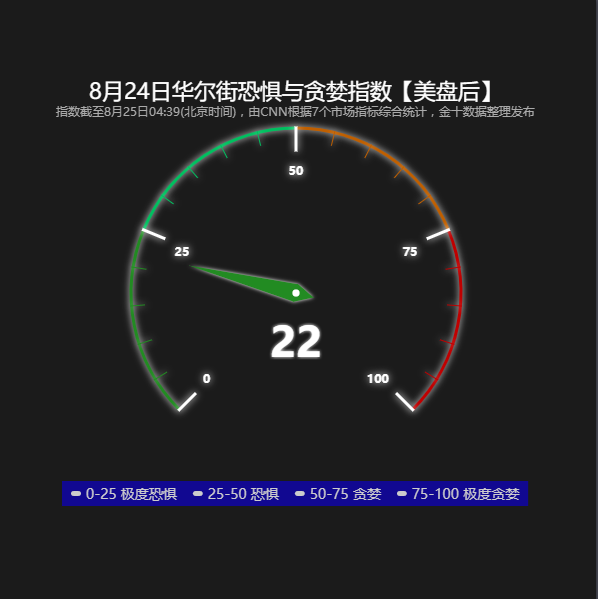 8月24日华尔街恐惧与贪婪指数【美盘后】
指数截至8月25日04:39(北京时间)，由CNN根据7个市场指标综合统计，金十数据整理发布
50
25
75
22
0
100
0-25 极度恐惧 25-50 恐惧 50-75 贪婪 75-100 极度贪婪